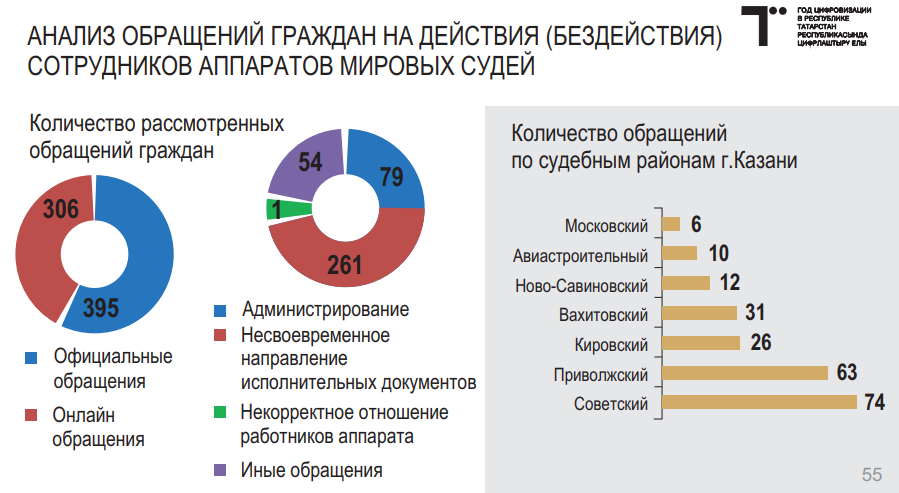 АНАЛИЗ ОБРАЩЕНИЙ ГРАЖДАН НА ДЕЙСТВИЯ (БЕЗДЕЙСТВИЯ)
СОТРУДНИКОВ АППАРАТОВ МИРОВЫХ СУДЕЙ
ГОД ЦИФРОВИЗАЦИИ
В РЕСПУБЛИКЕ
ТАТАРСТАН
РЕСПУБЛИКАСЫНДА
ЦИФРЛАШТЫРУ ЕЛЫ
Количество рассмотренных
обращений граждан
306
395
Официальные
обращения
Онлайн
обращения
54
79
1
261
Администрирование
Несвоевременное
направление
исполнительных документов
Некорректное отношение
работников аппарата
Иные обращения
Количество обращений
по судебным районам г.Казани
Московский 6
Авиастроительный 10
Ново-Савиновский 12
Вахитовский 31
Кировский 26
Приволжский 63
Советский 74
55